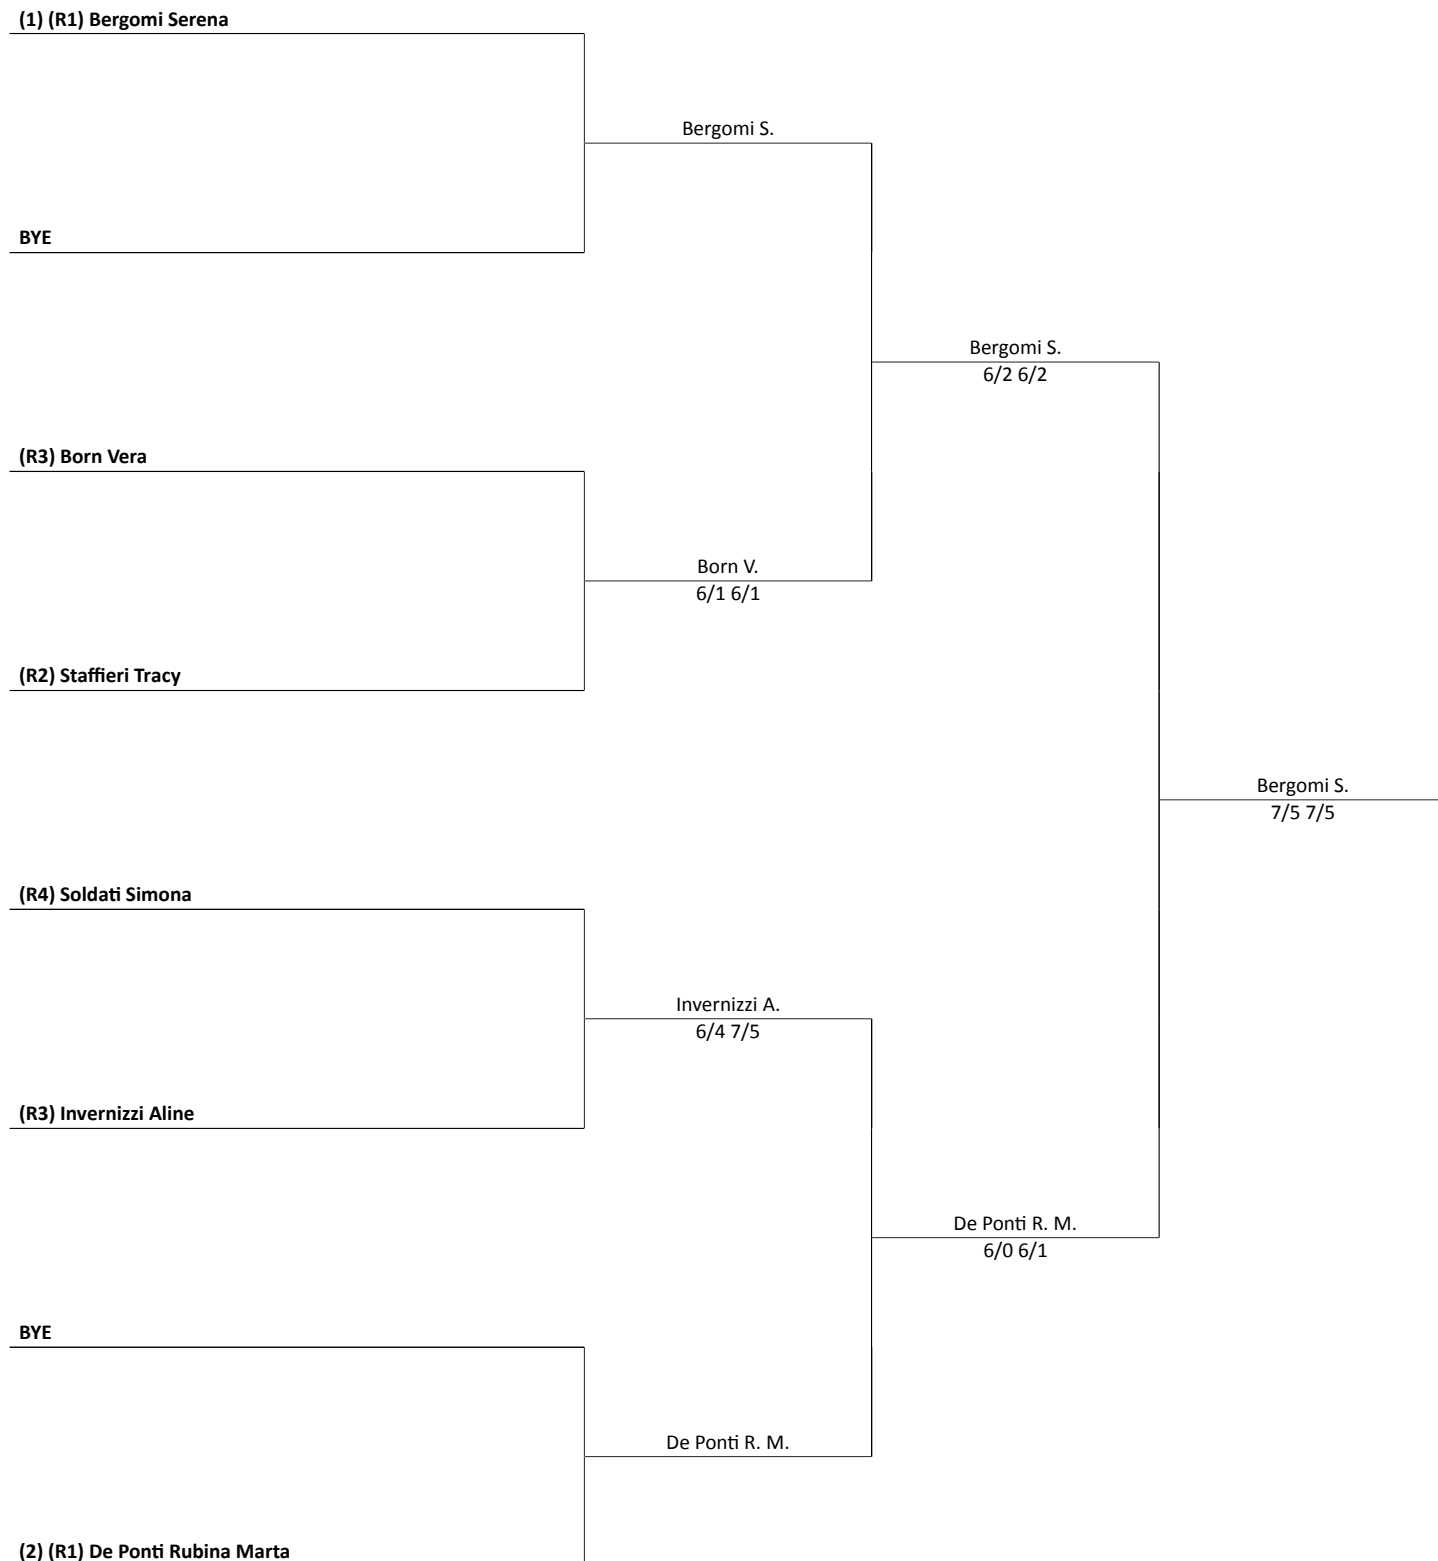 (1) (R1) Bergomi Serena
Bergomi S.
BYE
Bergomi S.
6/2 6/2
(R3) Born Vera
Born V.
6/1 6/1
(R2) Staffieri Tracy
Bergomi S.
7/5 7/5
(R4) Soldati Simona
Invernizzi A.
6/4 7/5
(R3) Invernizzi Aline
De Ponti R. M.
6/0 6/1
BYE
De Ponti R. M.
(2) (R1) De Ponti Rubina Marta